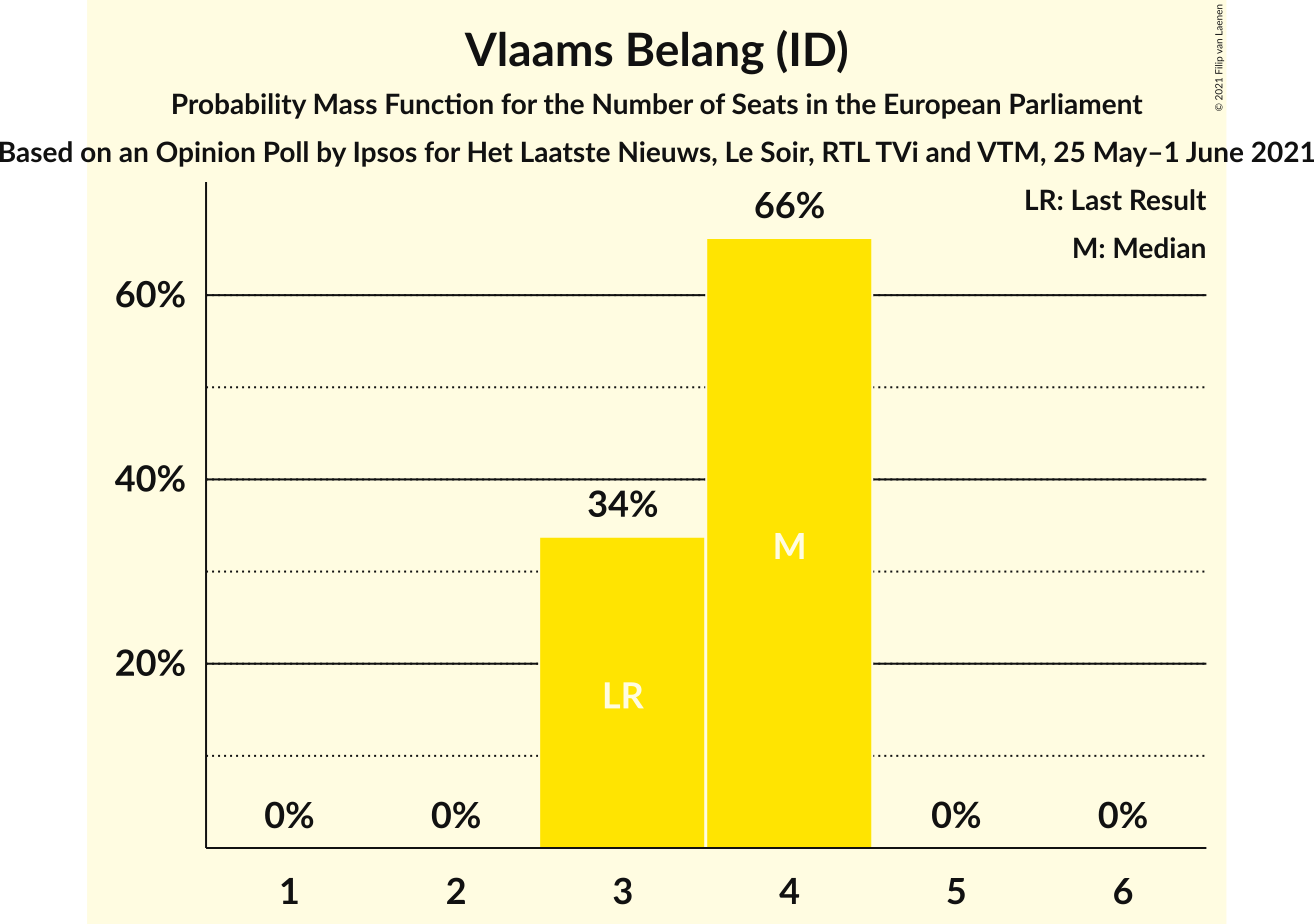 Vlaams Belang (ID)
Probability Mass Function for the Number of Seats in the European Parliament
Based on an Opinion Poll by Ipsos for Het Laatste Nieuws, Le Soir, RTL TVi and VTM, 25 May–1 June 2021
© 2021 Filip van Laenen
LR: Last Result
M: Median
66%
60%
40%
34%
M
20%
LR
0% 0% 0% 0%
1 2 3 4 5 6